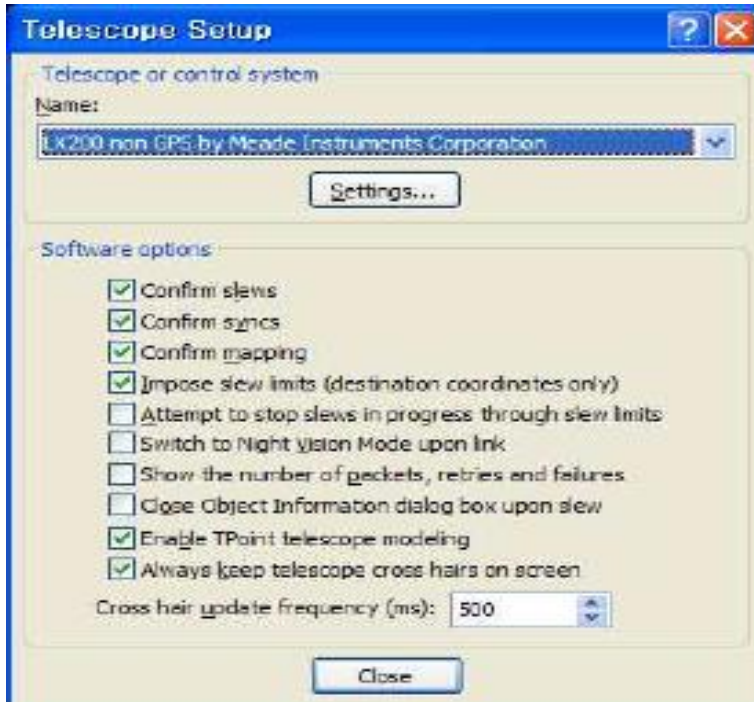 Telescope Setup
Telescope or control system
Name:
LX200 non GPS by Meade Instruments Corporation
Settings...
Software options
Confirm slews
Confirm syncs
Confirm mapping
Impose slew limits (destination coordinates only)
Attempt to stop slews in progress through slew limits
Switch to Night Vision Mode upon link
Show the number of packets, retries and failures
Close Object Information dialog box upon slew
Enable TPoint telescope modeling
Always keep telescope cross hairs on screen
Cross hair update frequency (ms): 500
Close